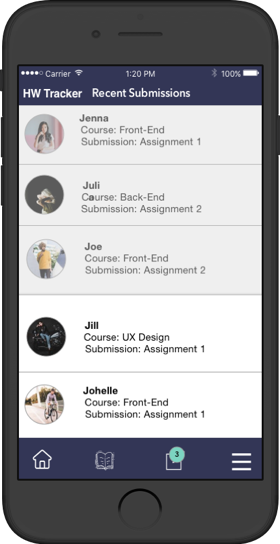 Carrier 1:20 PM 100%
HW Tracker Recent Submissions
Jenna
Course: Front-End
Submission: Assignment 1
Juli
Course: Back-End
Submission: Assignment 2
Joe
Course: Front-End
Submission: Assignment 2
Jill
Course: UX Design
Submission: Assignment 1
Johelle
Course: Front-End
Submission: Assignment 1
3